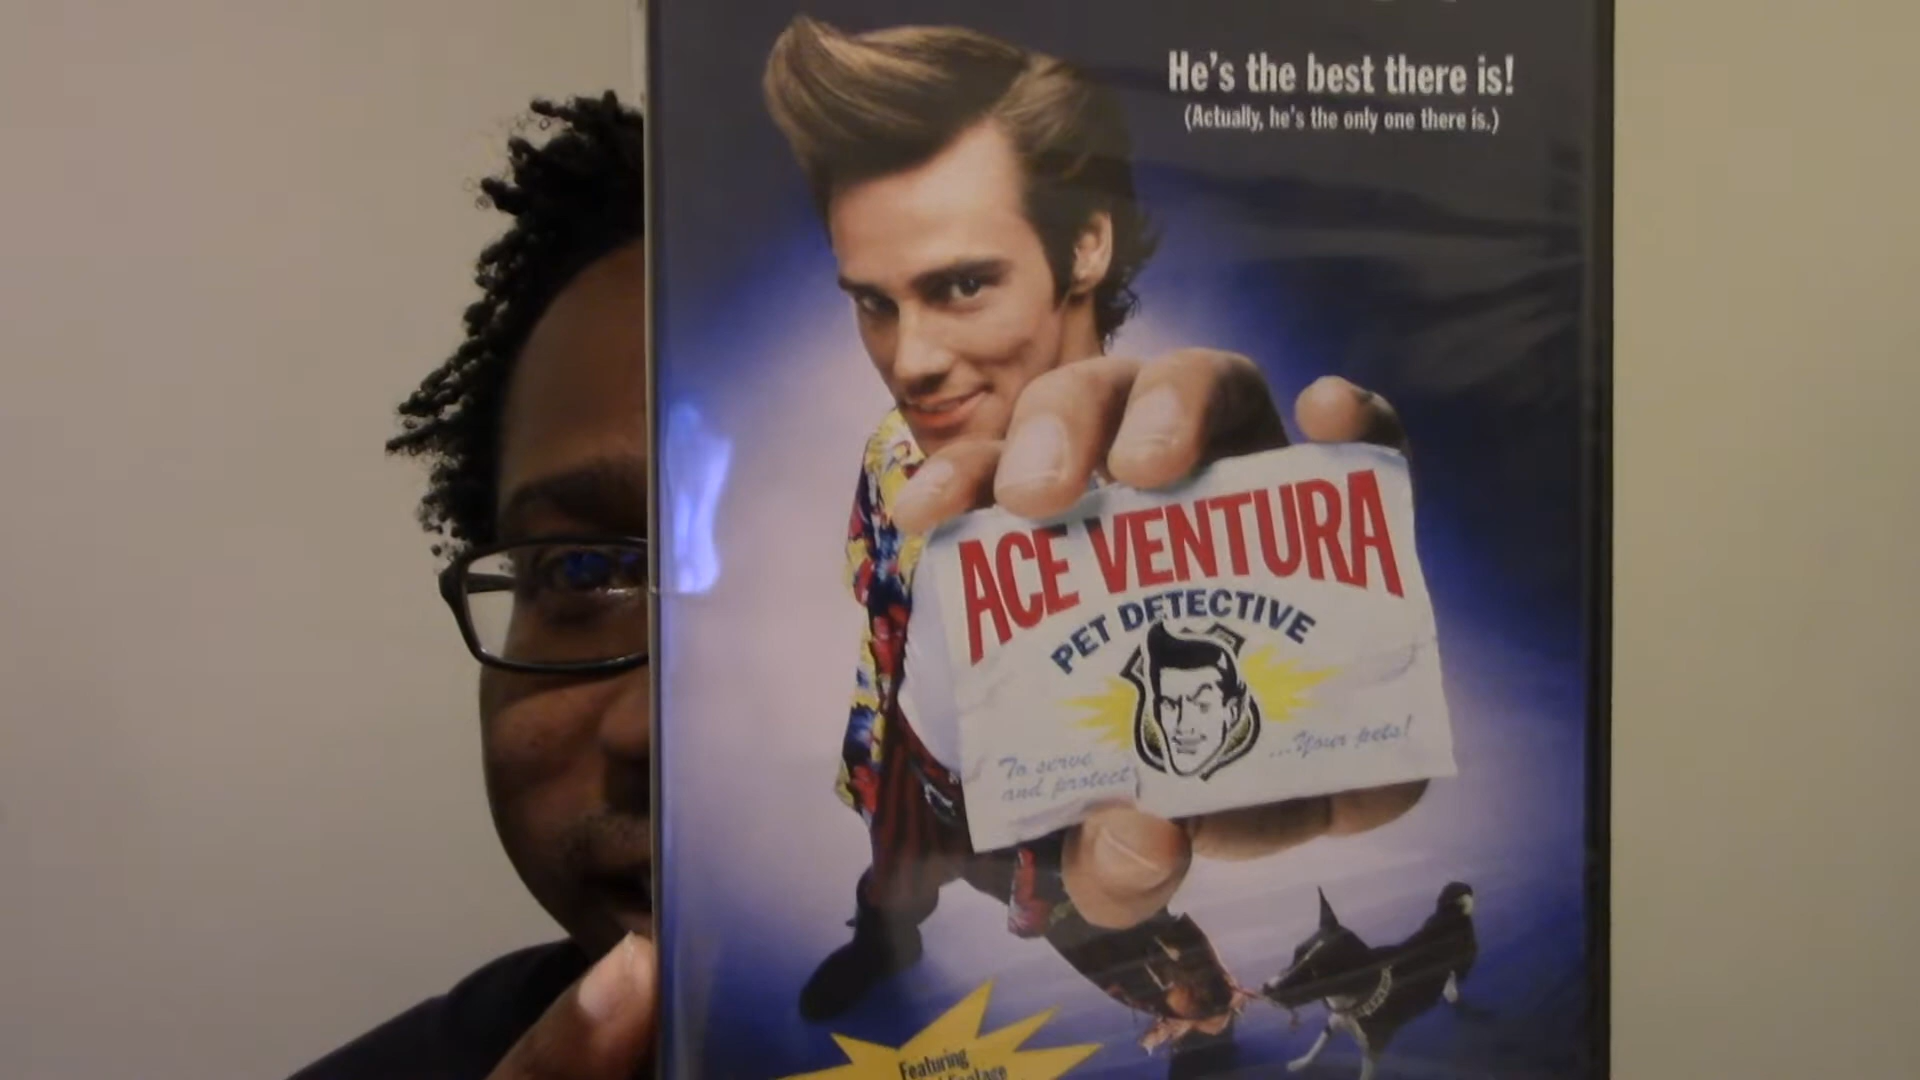 He's the best there is!
(Actually, he's the only one there is.)
ACE VENTURA
PET DETECTIVE
To serve
and protect
...Your pets!
Featuring
Footage